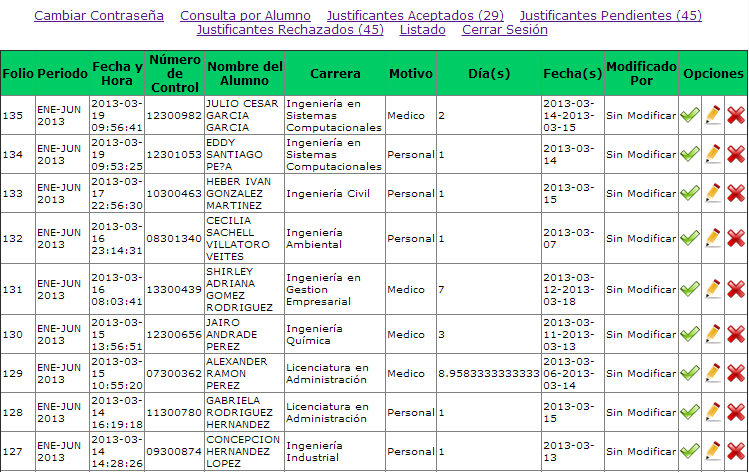 Cambiar Contraseña Consulta por Alumno Justificantes Aceptados (29) Justificantes Pendientes (45)
Justificantes Rechazados (45) Listado Cerrar Sesión
Folio Periodo Fecha y Hora Número de Control Nombre del Alumno Carrera Motivo Día(s) Fecha(s) Modificado Por Opciones
135 ENE-JUN 2013 2013-03-19 09:56:41 12300982 JULIO CESAR GARCIA GARCIA Ingeniería en Sistemas Computacionales Medico 2 2013-03-14-2013-03-15 Sin Modificar
134 ENE-JUN 2013 2013-03-19 09:53:25 12301053 EDDY SANTIAGO PE?A Ingeniería en Sistemas Computacionales Personal 1 2013-03-14 Sin Modificar
133 ENE-JUN 2013 2013-03-17 22:56:30 10300463 HEBER IVAN GONZALEZ MARTINEZ Ingeniería Civil Personal 1 2013-03-15 Sin Modificar
132 ENE-JUN 2013 2013-03-16 23:14:31 08301340 CECILIA SACHELL VILLATORO VEITES Ingeniería Ambiental Personal 1 2013-03-07 Sin Modificar
131 ENE-JUN 2013 2013-03-16 08:03:41 13300439 SHIRLEY ADRIANA GOMEZ RODRIGUEZ Ingeniería en Gestion Empresarial Medico 7 2013-03-12-2013-03-18 Sin Modificar
130 ENE-JUN 2013 2013-03-15 13:56:51 12300656 JAIRO ANDRADE PEREZ Ingeniería Química Medico 3 2013-03-11-2013-03-13 Sin Modificar
129 ENE-JUN 2013 2013-03-15 10:55:20 07300362 ALEXANDER RAMON PEREZ Licenciatura en Administración Medico 8.9583333333333 2013-03-06-2013-03-14 Sin Modificar
128 ENE-JUN 2013 2013-03-14 16:19:18 11300780 GABRIELA RODRIGUEZ HERNANDEZ Licenciatura en Administración Personal 1 2013-03-15 Sin Modificar
127 ENE-JUN 2013 2013-03-14 14:28:26 09300874 CONCEPCION HERNANDEZ LOPEZ Ingeniería Industrial Personal 1 2013-03-13 Sin Modificar